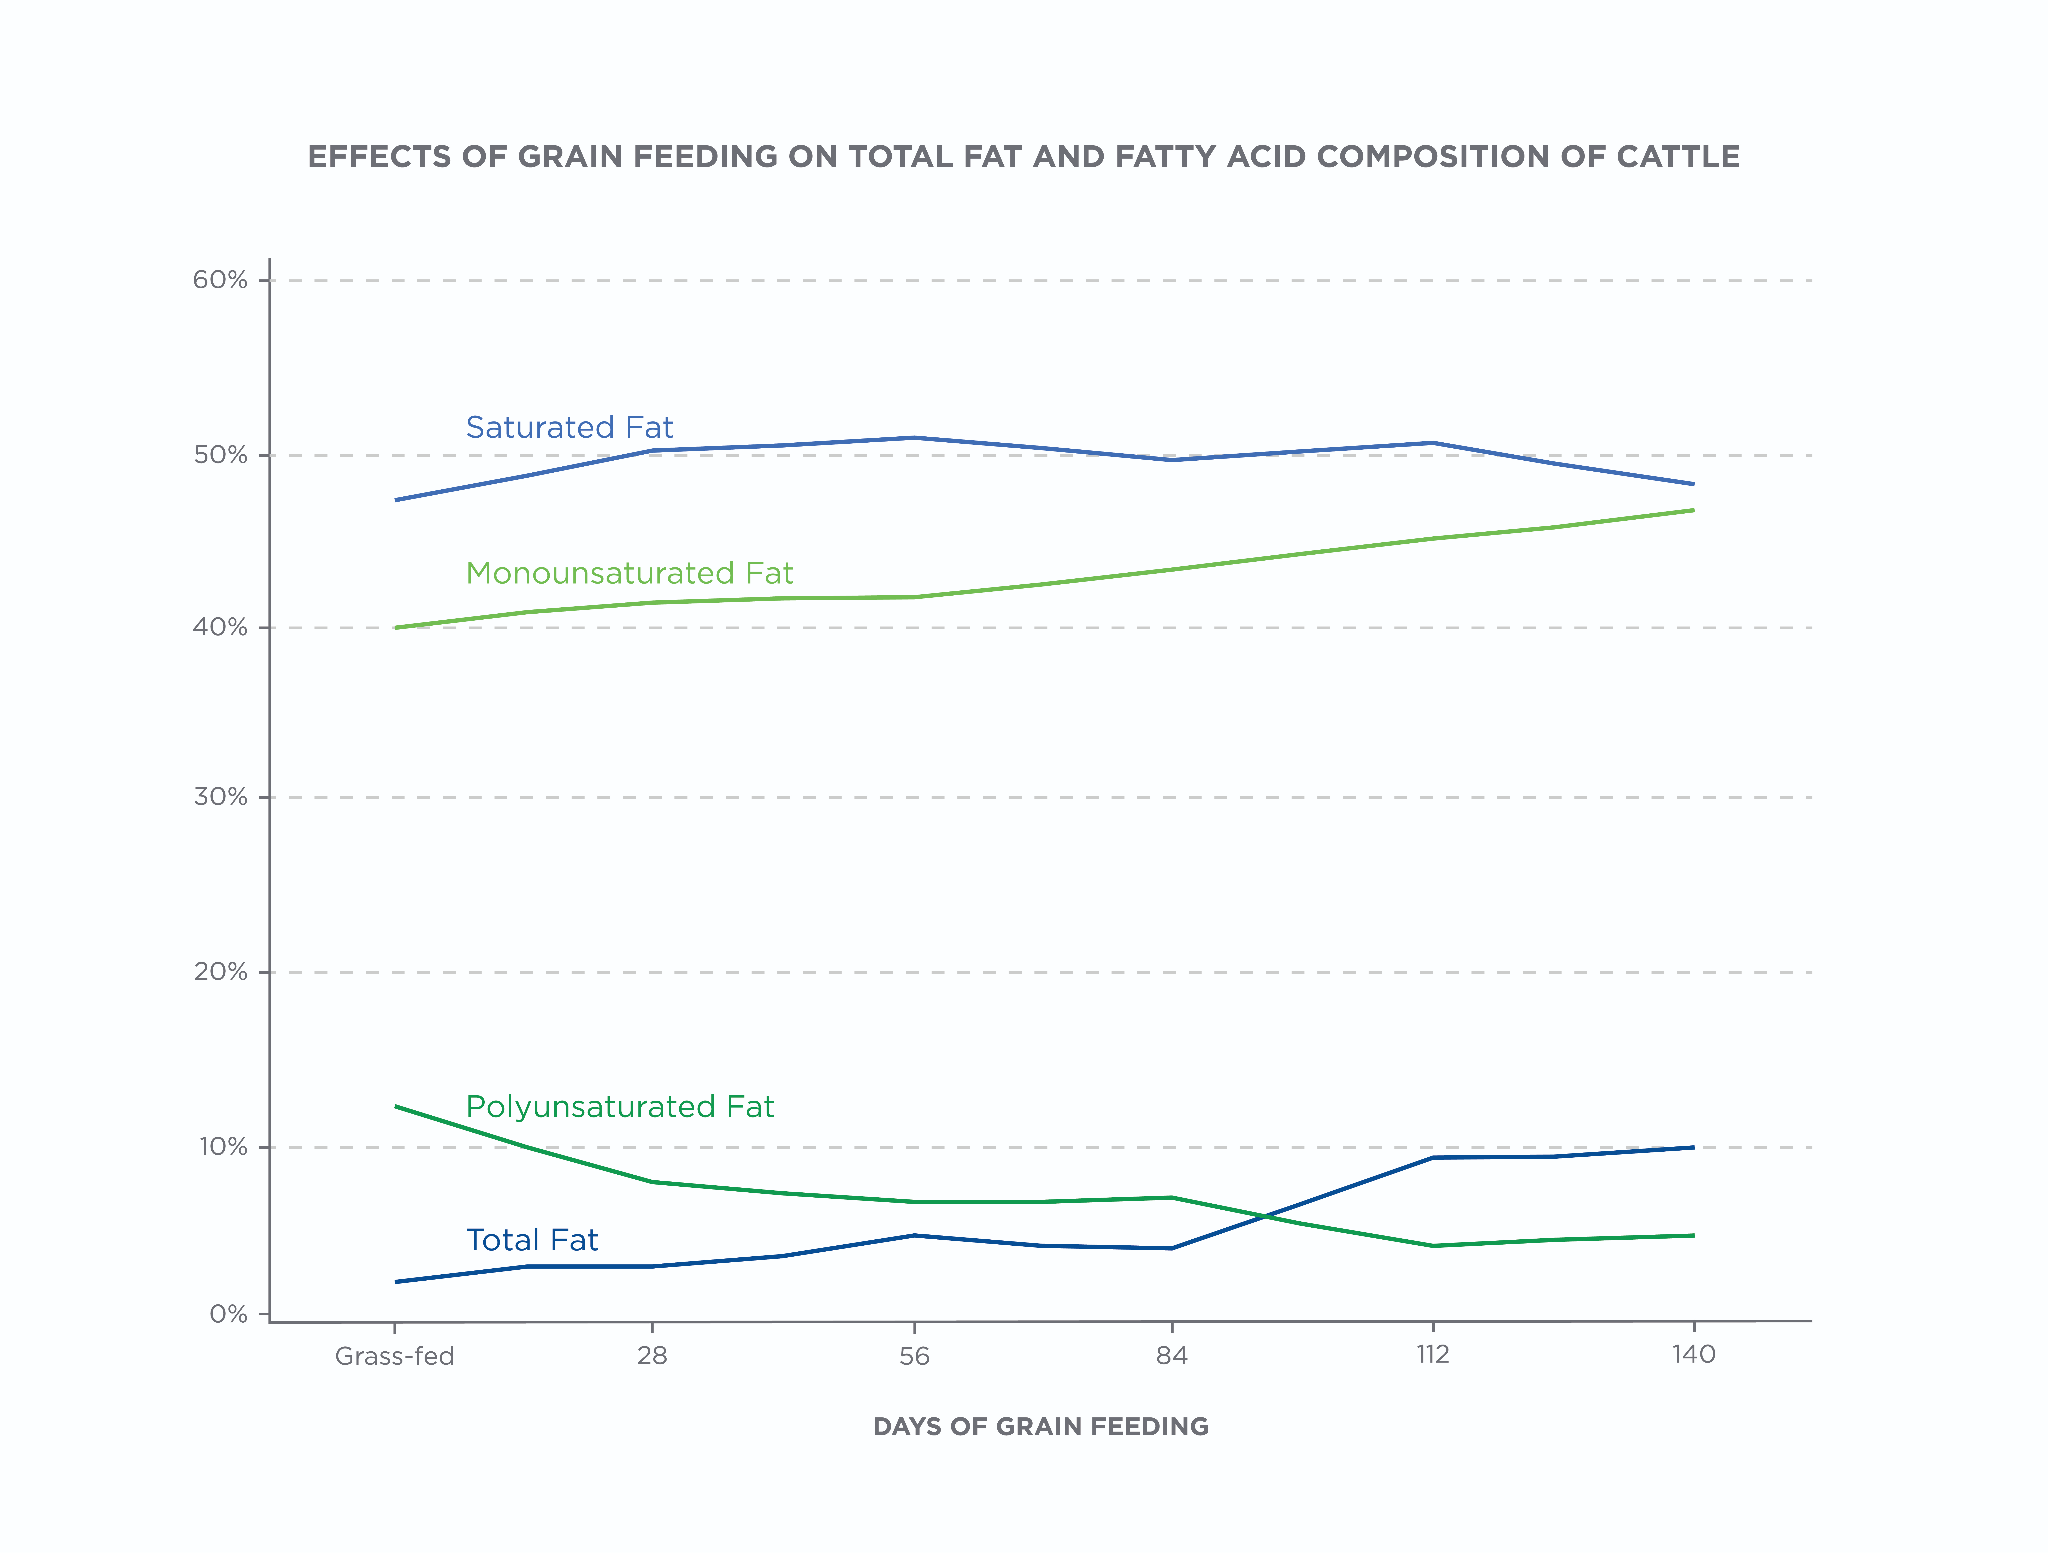 EFFECTS OF GRAIN FEEDING ON TOTAL FAT AND FATTY ACID COMPOSITION OF CATTLE
60%
Saturated Fat
50%
Monounsaturated Fat
40%
30%
20%
Polyunsaturated Fat
10%
Total Fat
0%
Grass-fed 28 56 84 112 140
DAYS OF GRAIN FEEDING